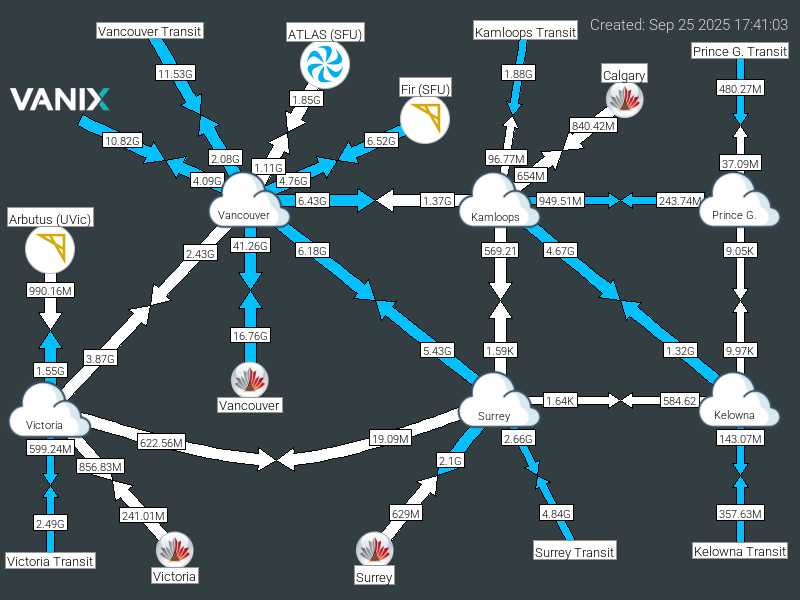 Created: Sep 25 2025 17:41:03
Vancouver Transit
ATLAS (SFU)
Kamloops Transit
Prince G. Transit
11.53G
1.88G
Calgary
480.27M
VANIX
1.85G
Fir (SFU)
840.42M
10.82G
6.52G
2.08G
1.11G
96.77M
37.09M
4.09G
4.76G
654M
6.43G
1.37G
949.51M
243.74M
Vancouver
Kamloops
Prince G.
Arbutus (UVic)
2.43G
41.26G
6.18G
569.21
4.67G
9.05K
990.16M
16.76G
3.87G
5.43G
1.59K
1.32G
9.97K
1.55G
Vancouver
1.64K
584.62
Victoria
Surrey
Kelowna
599.24M
622.56M
19.09M
2.66G
143.07M
856.83M
2.1G
2.49G
241.01M
629M
4.84G
357.63M
Victoria Transit
Victoria
Surrey
Surrey Transit
Kelowna Transit